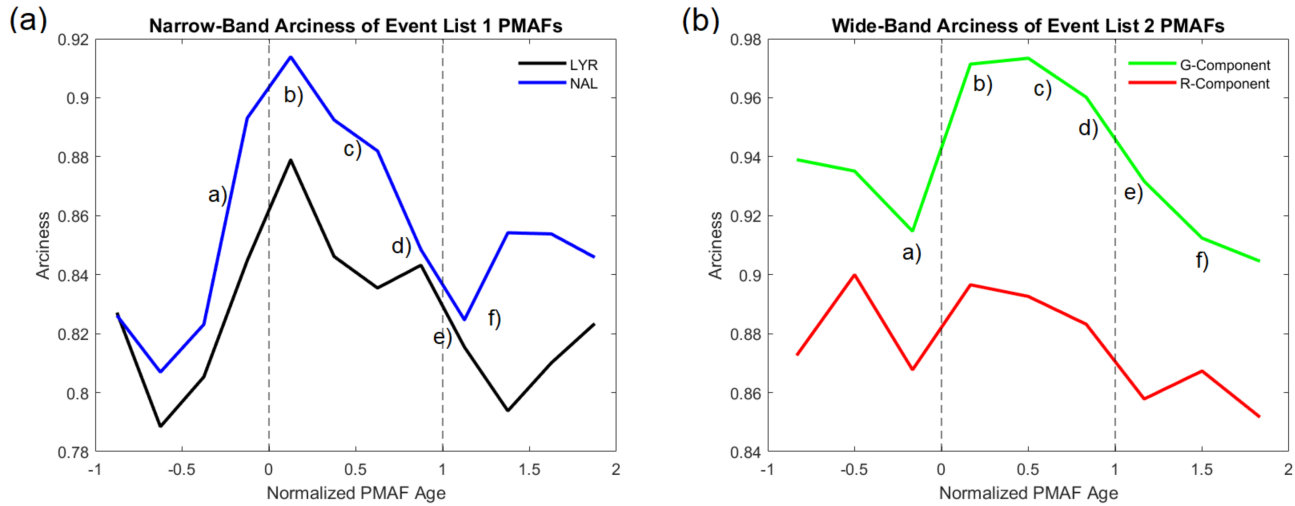 (a)
Narrow-Band Arciness of Event List 1 PMAFs
0.92
0.9
0.88
0.86
0.84
0.82
0.8
0.78
Arciness
LYR
NAL
a)
b)
c)
d)
e)
f)
-1
-0.5
0
0.5
1
1.5
2
Normalized PMAF Age
(b)
Wide-Band Arciness of Event List 2 PMAFs
0.98
0.96
0.94
0.92
0.9
0.88
0.86
0.84
Arciness
G-Component
R-Component
a)
b)
c)
d)
e)
f)
-1
-0.5
0
0.5
1
1.5
2
Normalized PMAF Age